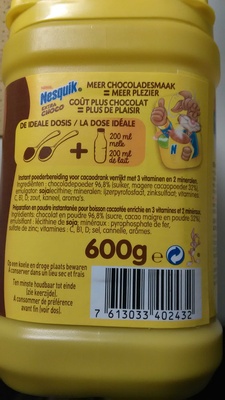 Nestlé
Nesquik
EXTRA
CHOCO
MEER CHOCOLADESMAAK
= MEER PLEZIER
GOÛT PLUS CHOCOLAT
= PLUS DE PLAISIR
DE IDEALE DOSIS / LA DOSE IDÉALE
200 ml
melk
200 ml
de lait
Instant poederbereiding voor cacaodrank verrijkt met 3 vitaminen en 2 mineralen.
Ingrediënten: chocoladepoeder 96,8% (suiker, magere cacaopoeder 32%),
emulgator: sojalecithine; mineralen: ijzerpyrofosfaat, zinksulfaat; vitaminen:
C, B1, D; zout, kaneel, aroma's.
Préparation en poudre instantanée pour boisson cacaotée enrichie en 3 vitamines et 2 minéraux.
Ingrédients: chocolat en poudre 96,8% (sucre, cacao maigre en poudre 32%),
émulsifiant: lécithine de soja; minéraux: pyrophosphate de fer,
sulfate de zinc, vitamines: C, B1, D, sel, cannelle, arômes.
600g e
Op een koele en droge plaats bewaren
A conserver dans un lieu sec et frais
Ten minste houdbaar tot einde
(zie keerzijde).
A consommer de préférence
avant fin (voir dos).
7 613033 402432